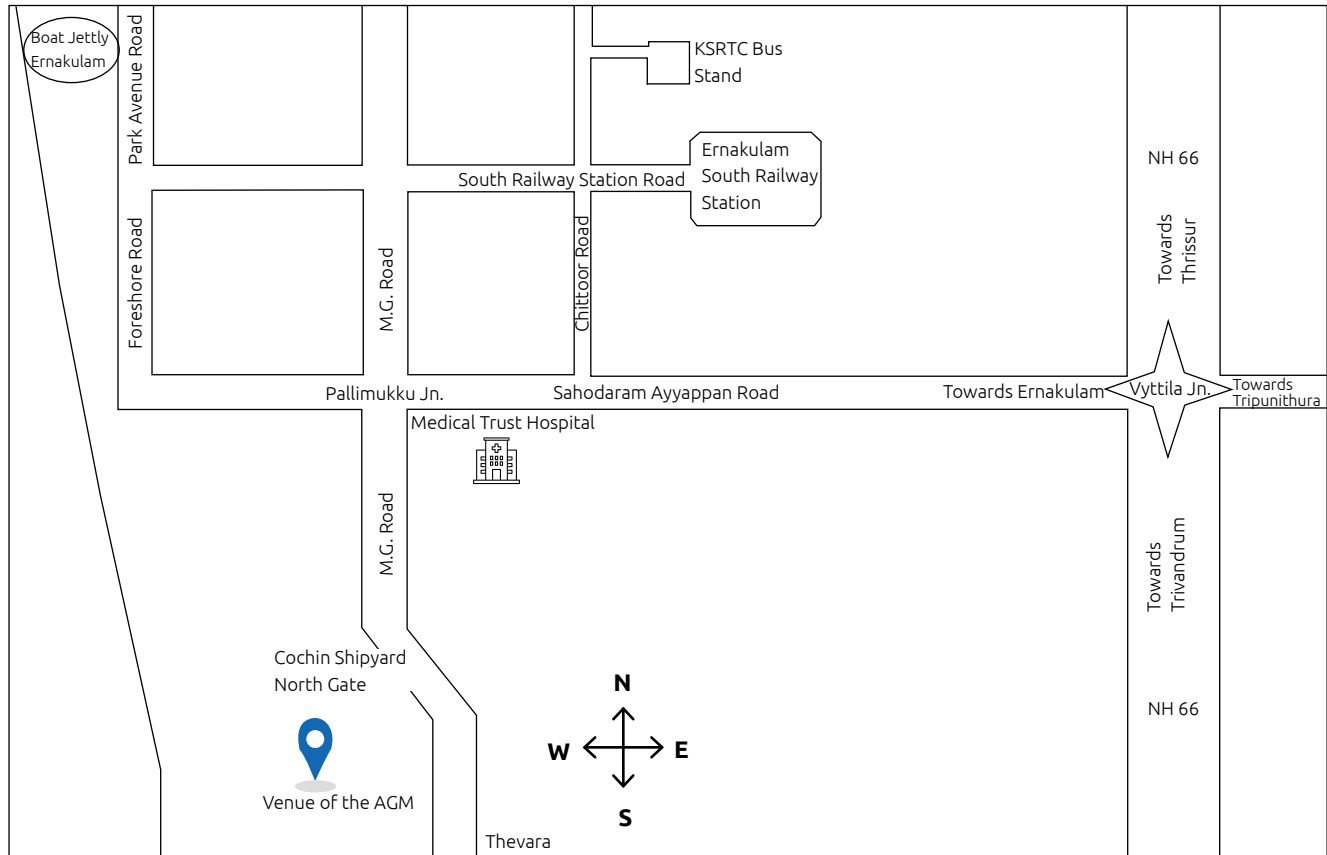 Boat Jettly
Ernakulam
Park Avenue Road
KSRTC Bus
Stand
NH 66
South Railway Station Road
Ernakulam
South Railway
Station
Foreshore Road
M.G. Road
Chittoor Road
Towards
Thrissur
Pallimukku Jn.
Sahodaram Ayyappan Road
Towards Ernakulam
Vyttila Jn.
Towards
Tripunithura
Medical Trust Hospital
M.G. Road
Towards
Trivandrum
Cochin Shipyard
North Gate
N
W
E
S
NH 66
Venue of the AGM
Thevara